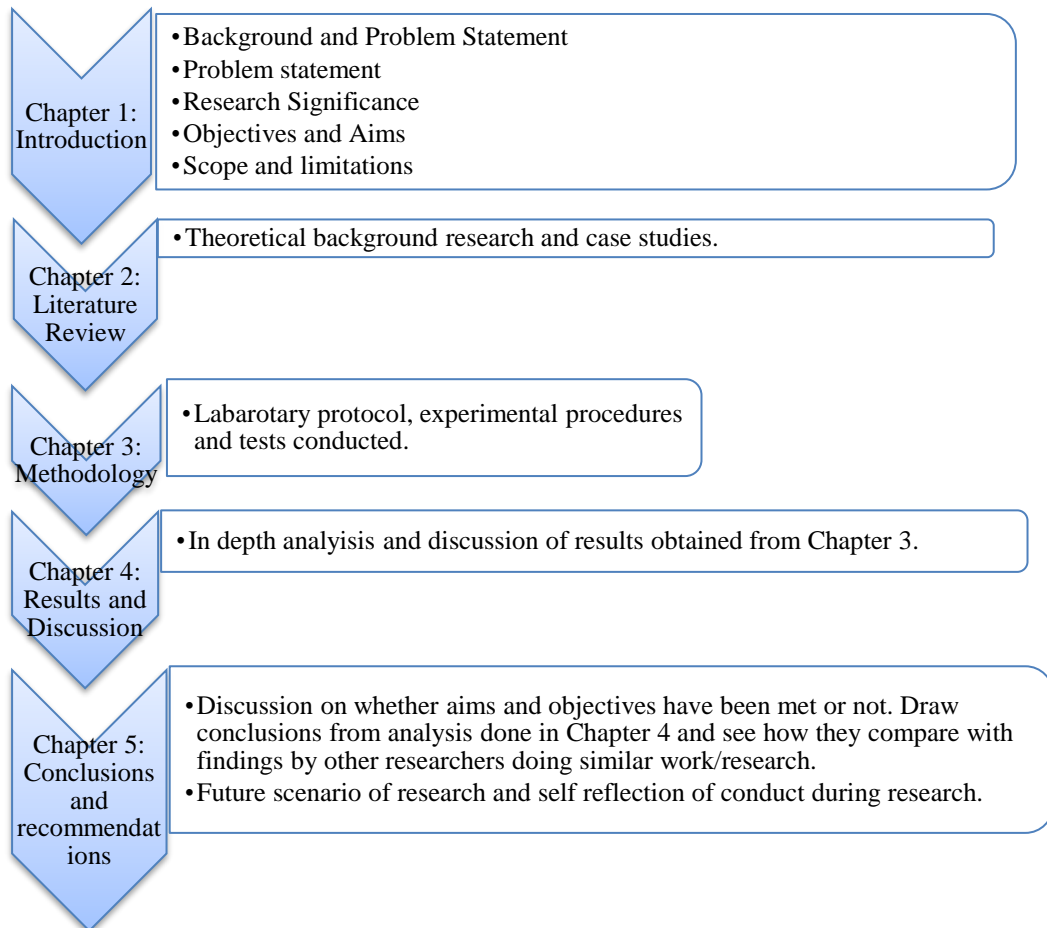 Chapter 1:
Introduction
•Background and Problem Statement
•Problem statement
•Research Significance
•Objectives and Aims
•Scope and limitations
Chapter 2:
Literature
Review
•Theoretical background research and case studies.
Chapter 3:
Methodology
•Labarotary protocol, experimental procedures
and tests conducted.
Chapter 4:
Results and
Discussion
•In depth analyisis and discussion of results obtained from Chapter 3.
Chapter 5:
Conclusions
and
recommendat
ions
•Discussion on whether aims and objectives have been met or not. Draw
conclusions from analysis done in Chapter 4 and see how they compare with
findings by other researchers doing similar work/research.
•Future scenario of research and self reflection of conduct during research.